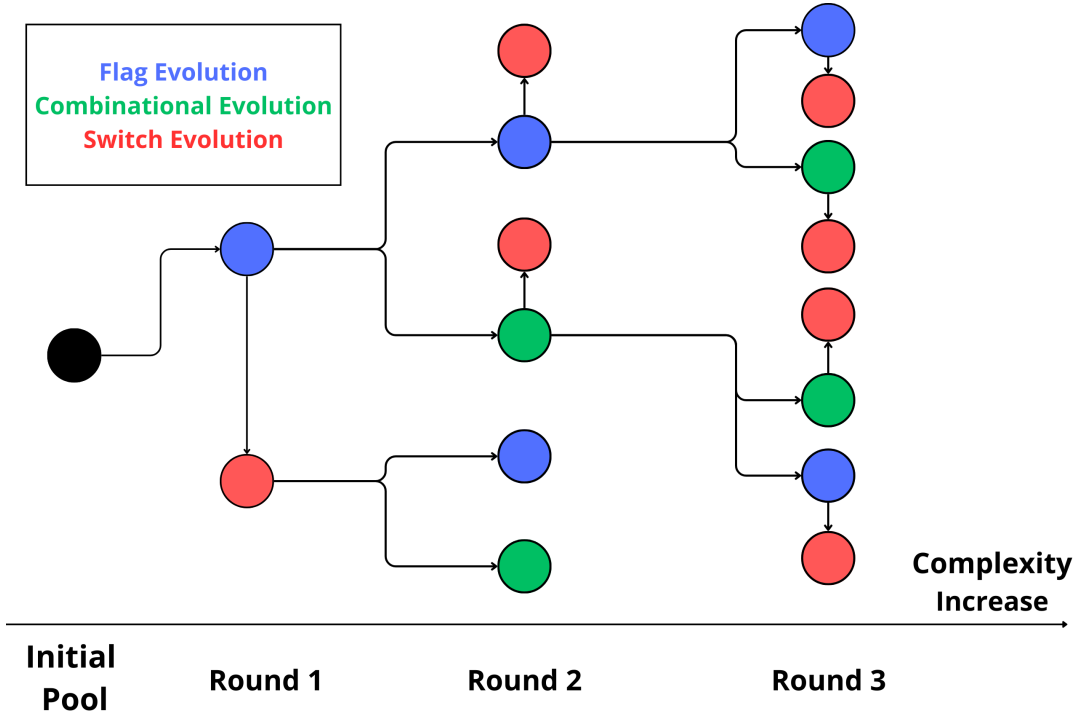 Flag Evolution
Combinational Evolution
Switch Evolution
Complexity
Increase
Initial
Pool
Round 1
Round 2
Round 3